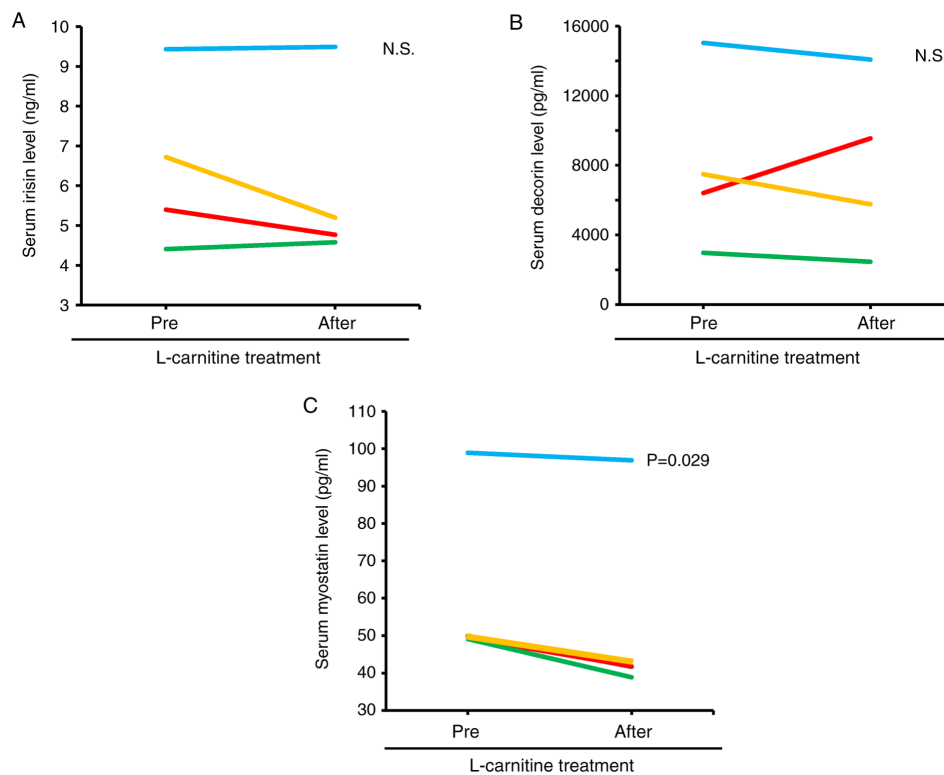 A
Serum irisin level (ng/ml)
10
9
8
7
6
5
4
3
N.S.
Pre After
L-carnitine treatment
B
Serum decorin level (pg/ml)
16000
12000
8000
4000
0
N.S
Pre After
L-carnitine treatment
C
Serum myostatin level (pg/ml)
110
100
90
80
70
60
50
40
30
P=0.029
Pre After
L-carnitine treatment